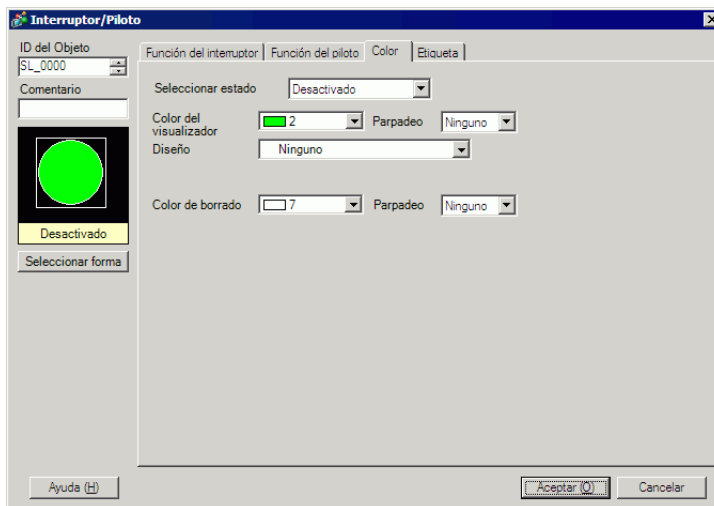 Interruptor/Piloto
ID del Objeto
SL_0000
Comentario
Desactivado
Seleccionar forma
Función del interruptor Función del piloto Color Etiqueta
Seleccionar estado Desactivado
Color del visualizador 2 Parpadeo Ninguno
Diseño Ninguno
Color de borrado 7 Parpadeo Ninguno
Ayuda (H) Aceptar (O) Cancelar